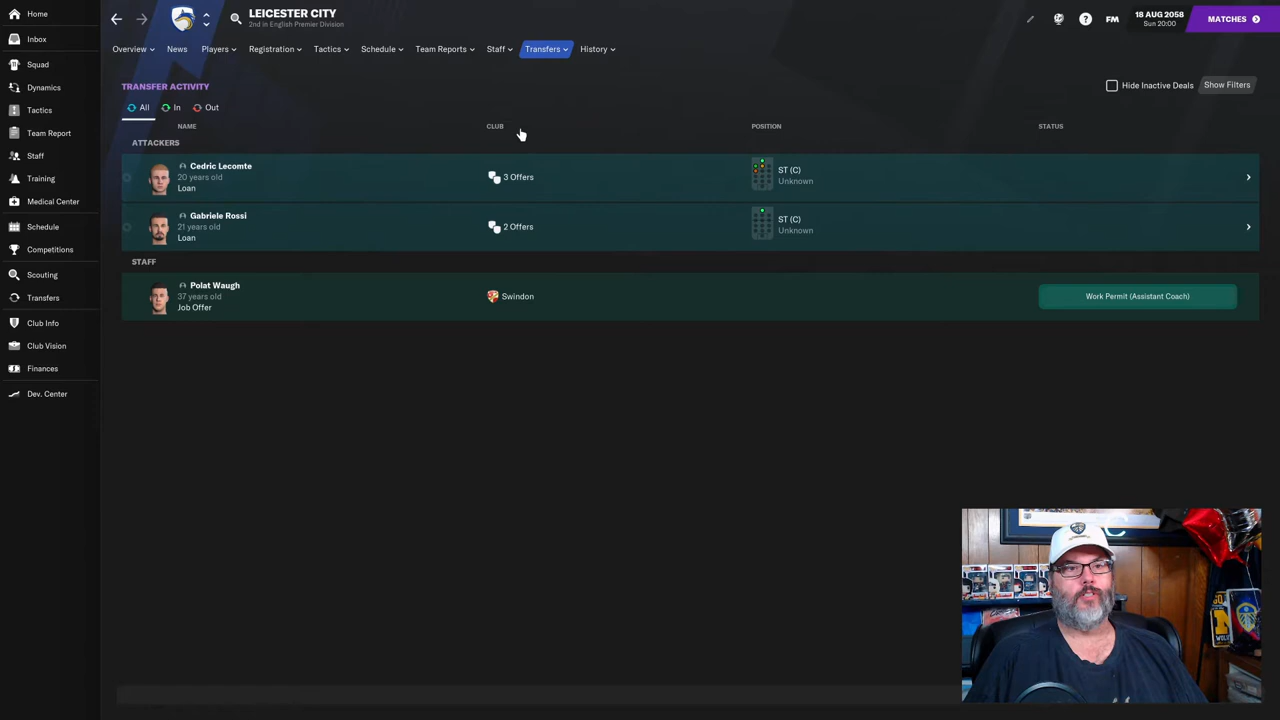 Home
Inbox
Squad
Dynamics
Tactics
Team Report
Staff
Training
Medical Center
Schedule
Competitions
Scouting
Transfers
Club Info
Club Vision
Finances
Dev. Center
LEICESTER CITY
2nd in English Premier Division
FM
18 AUG 2058
Sun 20:00
MATCHES
Overview
News
Players
Registration
Tactics
Schedule
Team Reports
Staff
Transfers
History
TRANSFER ACTIVITY
Hide Inactive Deals
Show Filters
All
In
Out
NAME
CLUB
POSITION
STATUS
ATTACKERS
Cedric Lecomte
20 years old
Loan
3 Offers
ST (C)
Unknown
Gabriele Rossi
21 years old
Loan
2 Offers
ST (C)
Unknown
STAFF
Polat Waugh
37 years old
Job Offer
Swindon
Work Permit (Assistant Coach)